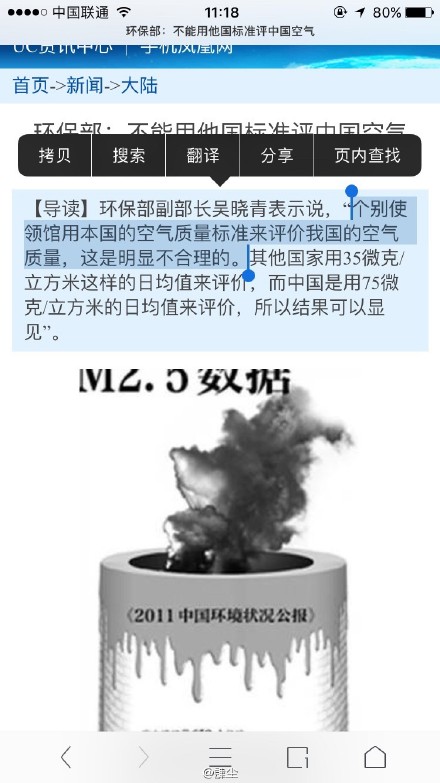 中国联通 11:18 80%
环保部：不能用他国标准评中国空气
UC资讯中心 | 手机凤凰网
首页->新闻->大陆
环保部：不能用他国标准评中国空气
拷贝 搜索 翻译 分享 页内查找
【导读】环保部副部长吴晓青表示说，“个别使
领馆用本国的空气质量标准来评价我国的空气
质量，这是明显不合理的。其他国家用35微克/
立方米这样的日均值来评价，而中国是用75微
克/立方米的日均值来评价，所以结果可以显
见”。
M2.5数据
《2011中国环境状况公报》